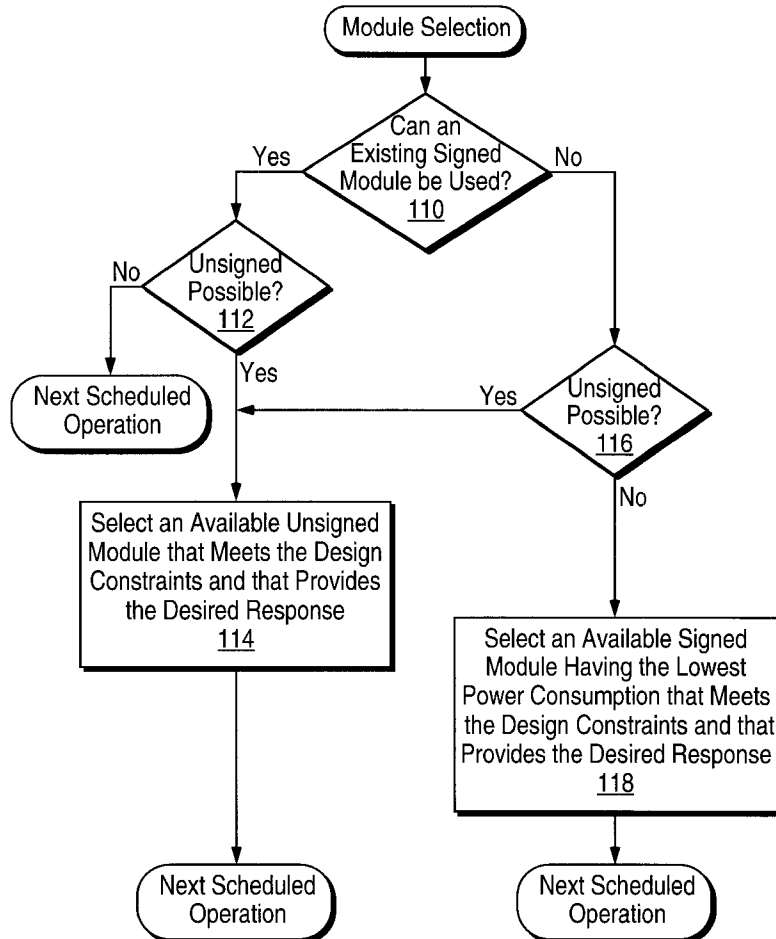 Module Selection
Can an
Existing Signed
Module be Used?
110
Yes
No
Unsigned
Possible?
112
No
Yes
Next Scheduled
Operation
Unsigned
Possible?
116
Yes
No
Select an Available Unsigned
Module that Meets the Design
Constraints and that Provides
the Desired Response
114
Select an Available Signed
Module Having the Lowest
Power Consumption that Meets
the Design Constraints and that
Provides the Desired Response
118
Next Scheduled
Operation
Next Scheduled
Operation